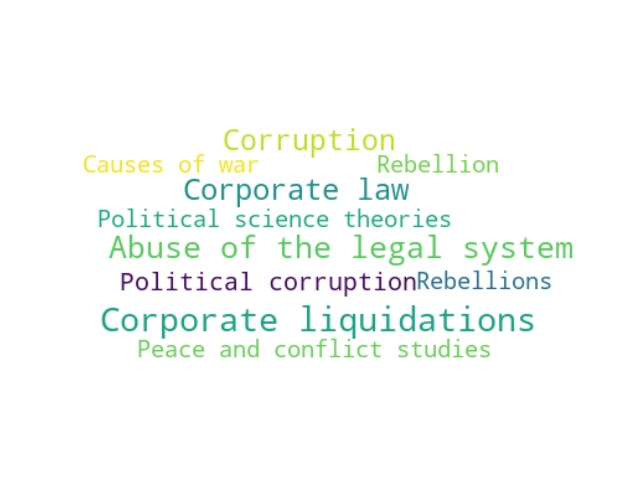 Corruption
Causes of war Rebellion
Corporate law
Political science theories
Abuse of the legal system
Political corruption Rebellions
Corporate liquidations
Peace and conflict studies